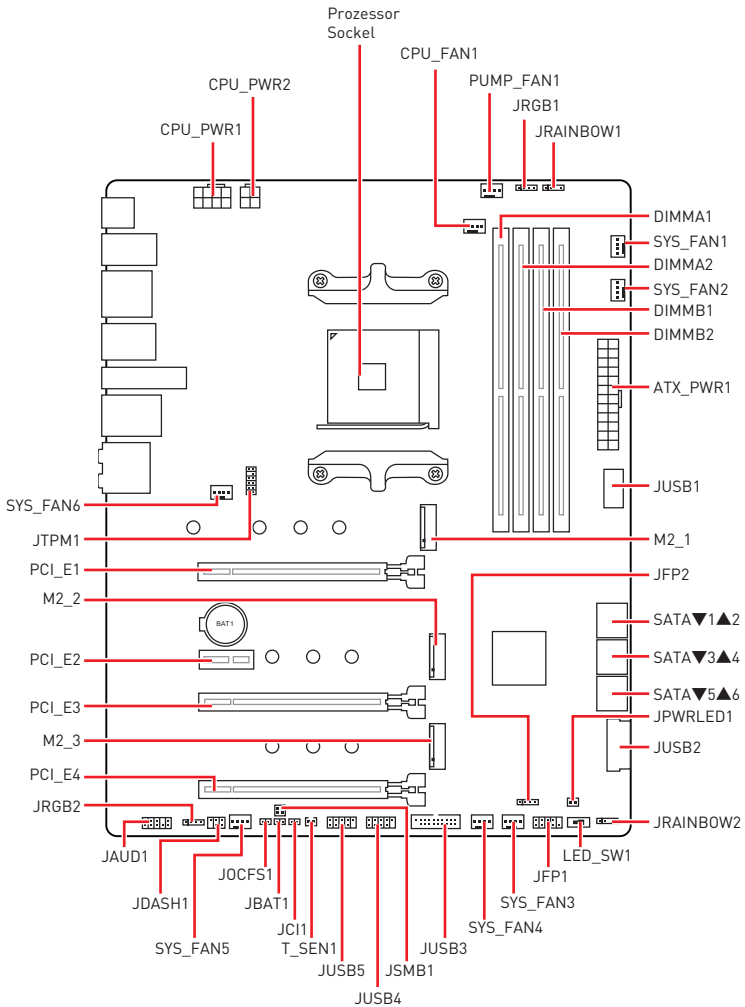 Prozessor
Sockel
CPU_FAN1
CPU_PWR2
PUMP_FAN1
JRGB1
CPU_PWR1
JRAINBOW1
DIMMA1
SYS_FAN1
DIMMA2
SYS_FAN2
DIMMB1
DIMMB2
ATX_PWR1
JUSB1
SYS_FAN6
JTPM1
M2_1
PCI_E1
JFP2
M2_2
BAT1
SATA▼1▲2
PCI_E2
SATA▼3▲4
SATA▼5▲6
PCI_E3
JPWRLED1
M2_3
JUSB2
PCI_E4
JRGB2
JRAINBOW2
JAUD1
JOCFS1
LED_SW1
JDASH1
JBAT1
JFP1
JCI1
SYS_FAN3
SYS_FAN5
T_SEN1
JUSB3
SYS_FAN4
JUSB5
JSMB1
JUSB4